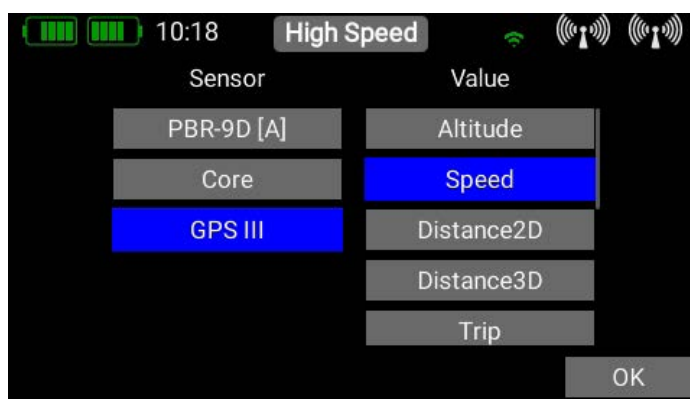 10:18 High Speed
Sensor Value
PBR-9D [A] Altitude
Core Speed
GPS III Distance2D
Distance3D
Trip
OK